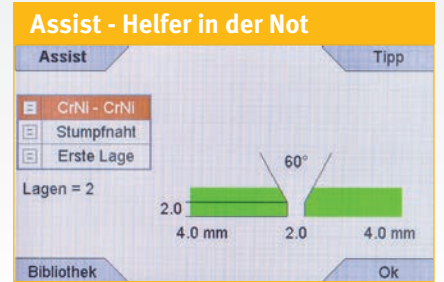 Assist - Helfer in der Not
Assist
Tipp
CrNi - CrNi
Stumpfnaht
Erste Lage
Lagen = 2
60°
2.0
4.0 mm
2.0
4.0 mm
Bibliothek
Ok